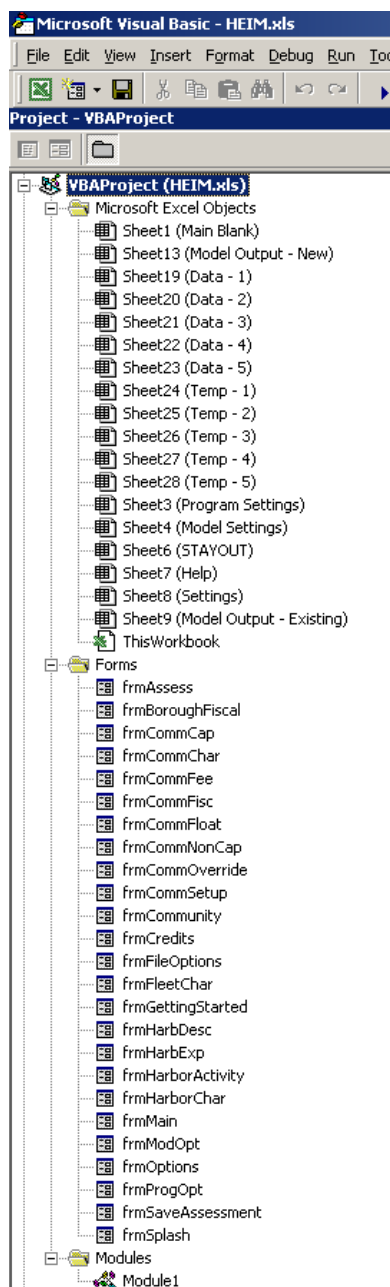 Microsoft Visual Basic - HEIM.xls
File Edit View Insert Format Debug Run
Project - VBAProject
VBAProject (HEIM.xls)
Microsoft Excel Objects
Sheet1 (Main Blank)
Sheet13 (Model Output - New)
Sheet19 (Data - 1)
Sheet20 (Data - 2)
Sheet21 (Data - 3)
Sheet22 (Data - 4)
Sheet23 (Data - 5)
Sheet24 (Temp - 1)
Sheet25 (Temp - 2)
Sheet26 (Temp - 3)
Sheet27 (Temp - 4)
Sheet28 (Temp - 5)
Sheet3 (Program Settings)
Sheet4 (Model Settings)
Sheet6 (STAYOUT)
Sheet7 (Help)
Sheet8 (Settings)
Sheet9 (Model Output - Existing)
ThisWorkbook
Forms
frmAssess
frmBoroughFiscal
frmCommCap
frmCommChar
frmCommFee
frmCommFisc
frmCommFloat
frmCommNonCap
frmCommOverride
frmCommSetup
frmCommunity
frmCredits
frmFileOptions
frmFleetChar
frmGettingStarted
frmHarbDesc
frmHarbExp
frmHarborActivity
frmHarborChar
frmMain
frmModOpt
frmOptions
frmProgOpt
frmSaveAssessment
frmSplash
Modules
Module1